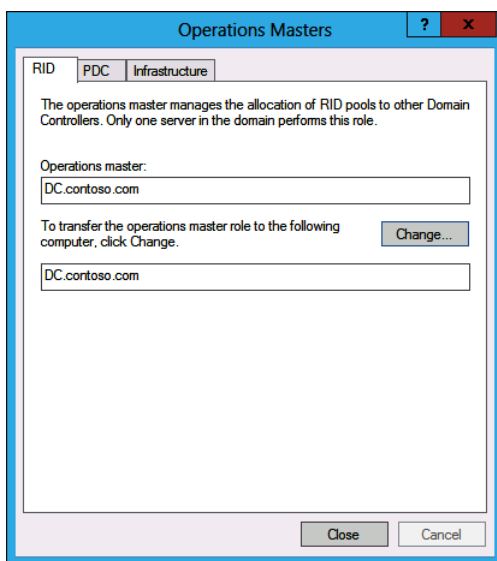 Operations Masters
? x
RID PDC Infrastructure
The operations master manages the allocation of RID pools to other Domain
Controllers. Only one server in the domain performs this role.
Operations master:
DC.contoso.com
To transfer the operations master role to the following
computer, click Change.
Change...
DC.contoso.com
Close Cancel